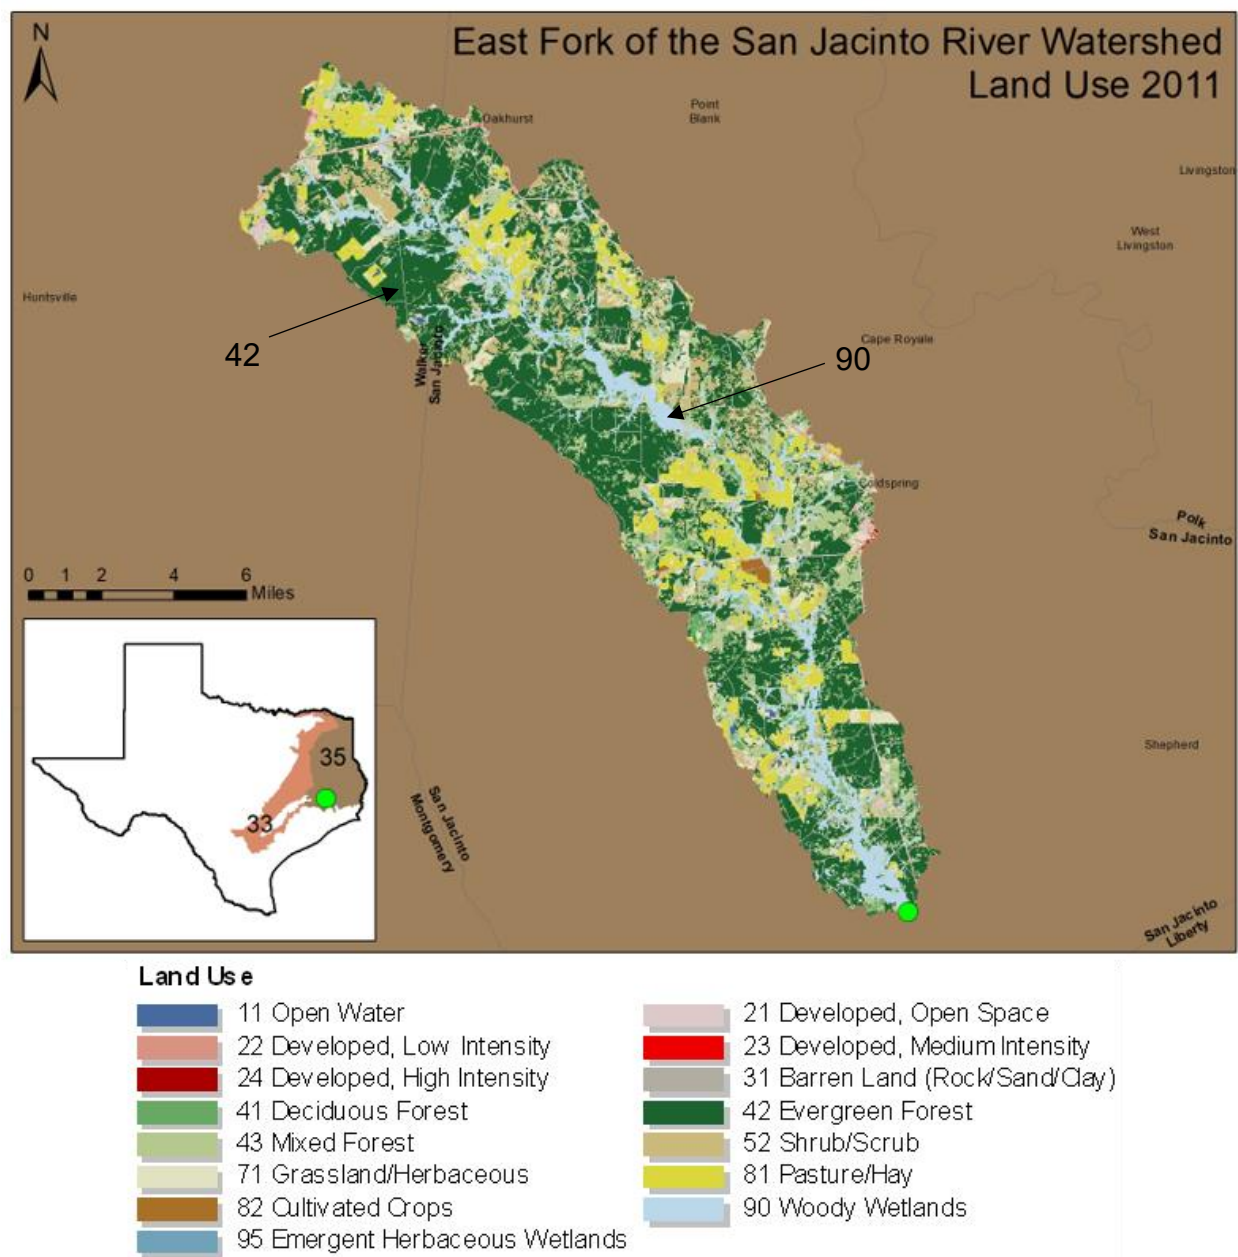 N
East Fork of the San Jacinto River Watershed
Land Use 2011
Oakhurst
Point
Blank
Livingston
West
Livingston
Huntsville
42
Walker
San Jacinto
Cape Royale
90
Coldspring
Polk
San Jacinto
0 1 2 4 6
Miles
35
33
San Jacinto
Montgomery
Shepherd
San Jacinto
Liberty
Land Use
11 Open Water
21 Developed, Open Space
22 Developed, Low Intensity
23 Developed, Medium Intensity
24 Developed, High Intensity
31 Barren Land (Rock/Sand/Clay)
41 Deciduous Forest
42 Evergreen Forest
43 Mixed Forest
52 Shrub/Scrub
71 Grassland/Herbaceous
81 Pasture/Hay
82 Cultivated Crops
90 Woody Wetlands
95 Emergent Herbaceous Wetlands